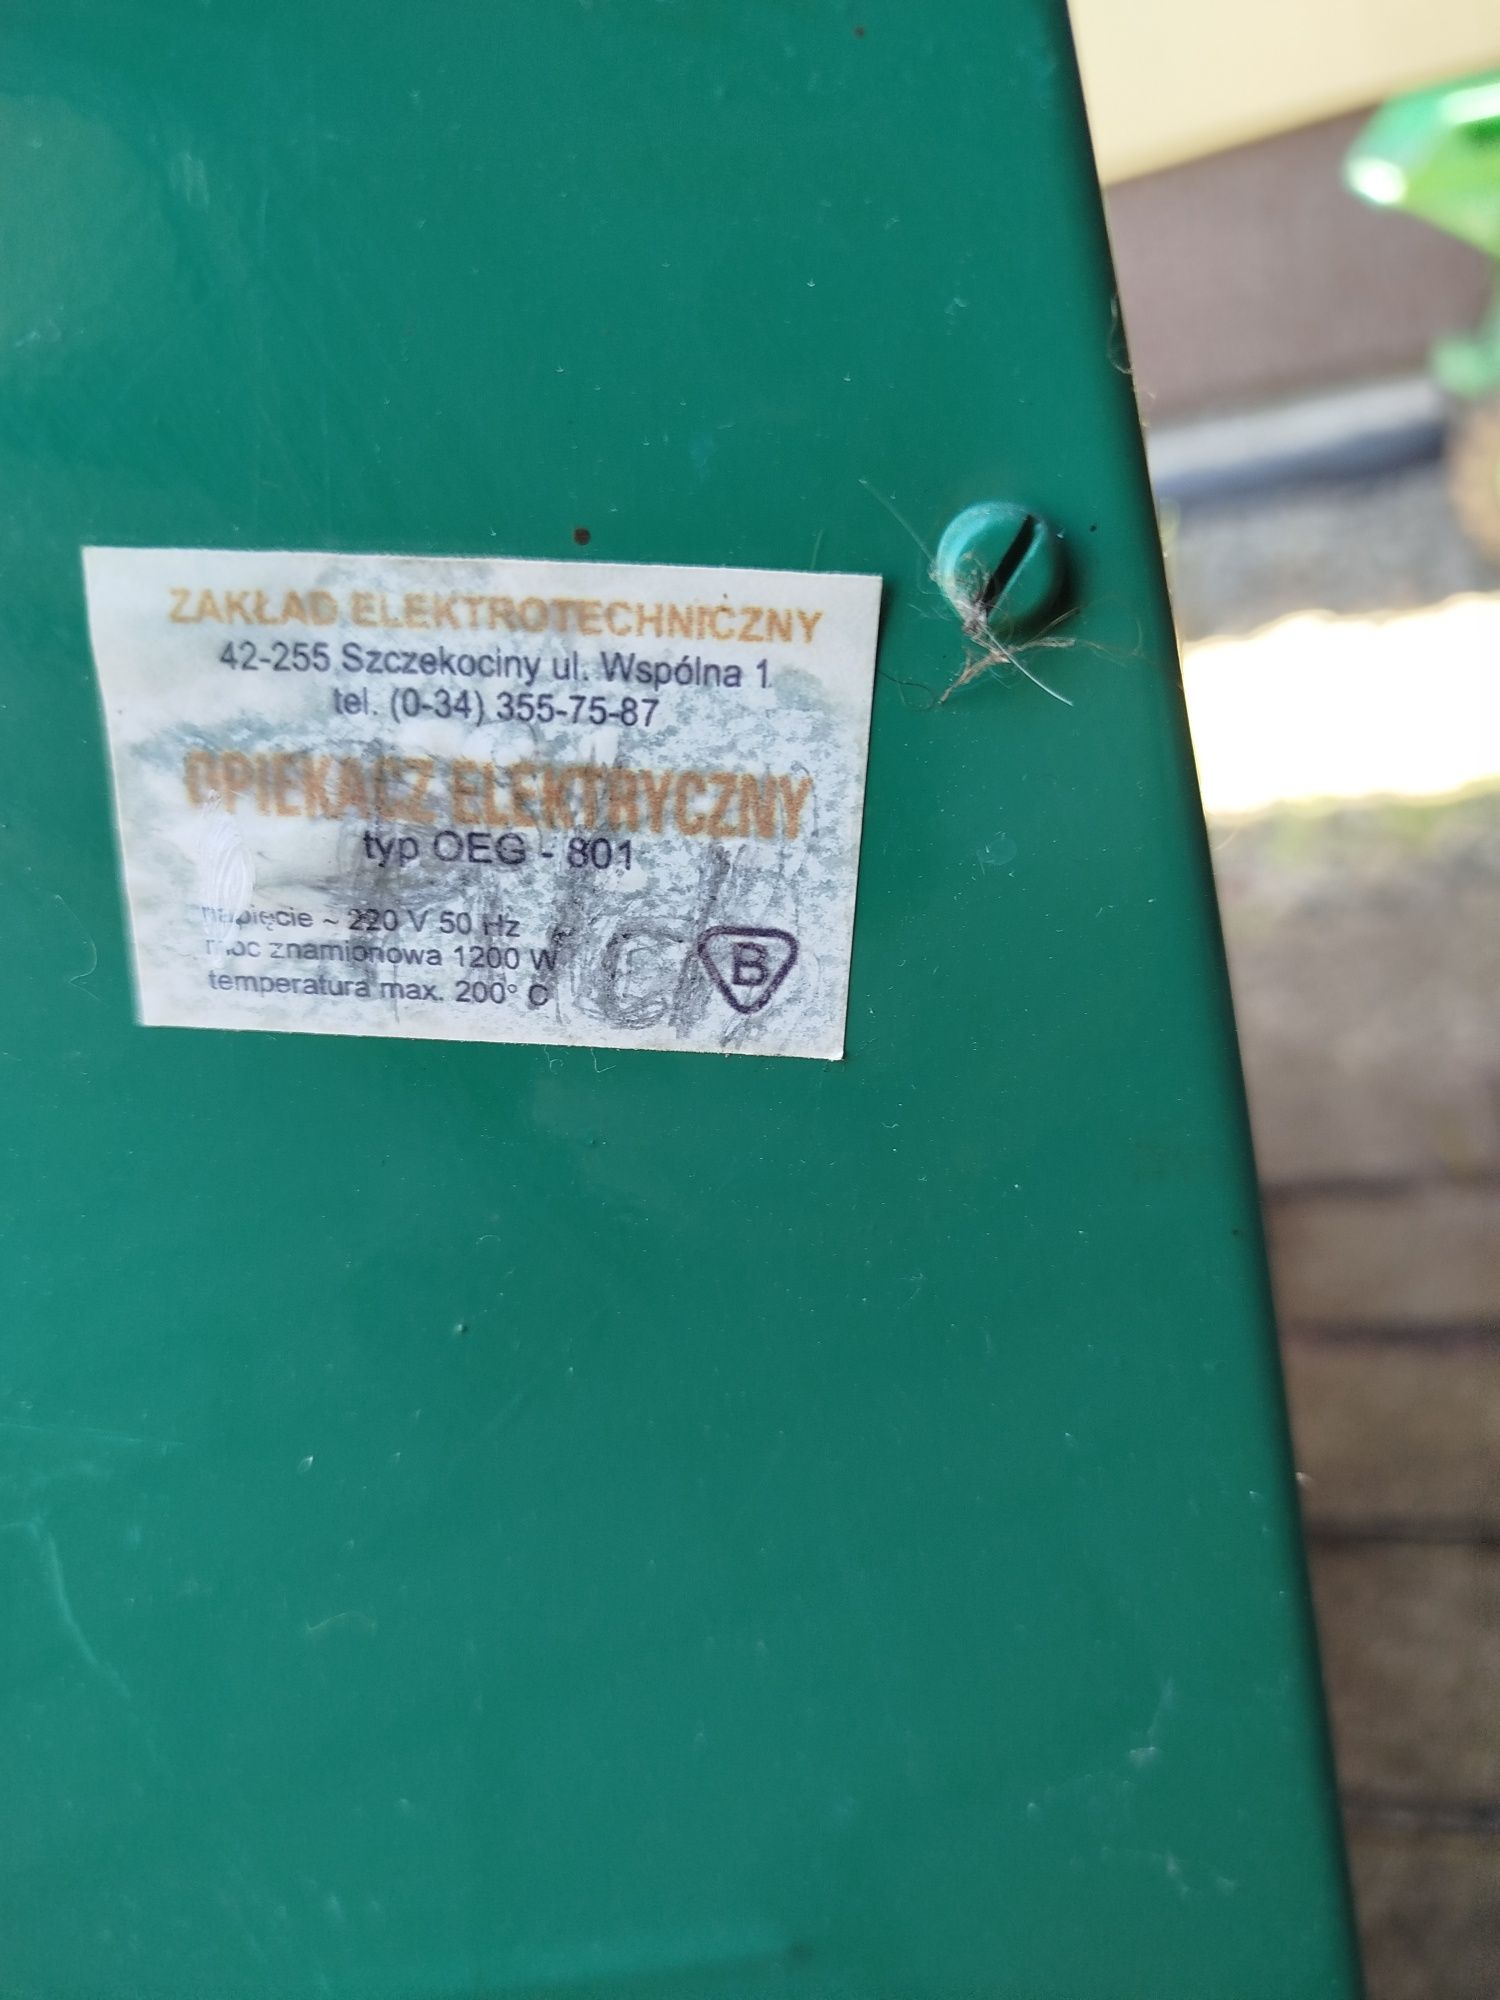 ZAKŁAD ELEKTROTECHNICZNY
42-255 Szczekociny ul. Wspólna 1
tel. (0-34) 355-75-87
OPIEKACZ ELEKTRYCZNY
typ OEG - 801
napięcie ~ 220 V 50 Hz
moc znamionowa 1200 W
temperatura max. 200° C
B